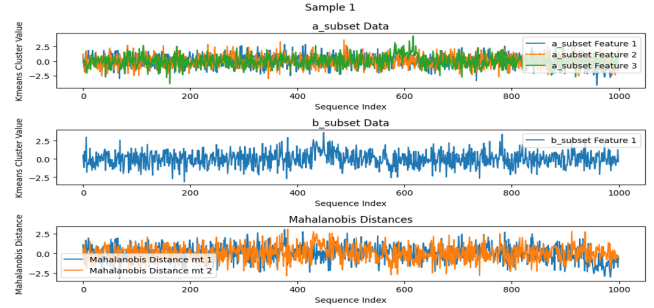 Sample 1
a_subset Data
Kmeans Cluster Value
2.5
0.0
−2.5
a_subset Feature 1
a_subset Feature 2
a_subset Feature 3
0 200 400 600 800 1000
Sequence Index
b_subset Data
Kmeans Cluster Value
2.5
0.0
−2.5
b_subset Feature 1
0 200 400 600 800 1000
Sequence Index
Mahalanobis Distances
Mahalanobis Distance
2.5
0.0
−2.5
Mahalanobis Distance mt 1
Mahalanobis Distance mt 2
0 200 400 600 800 1000
Sequence Index